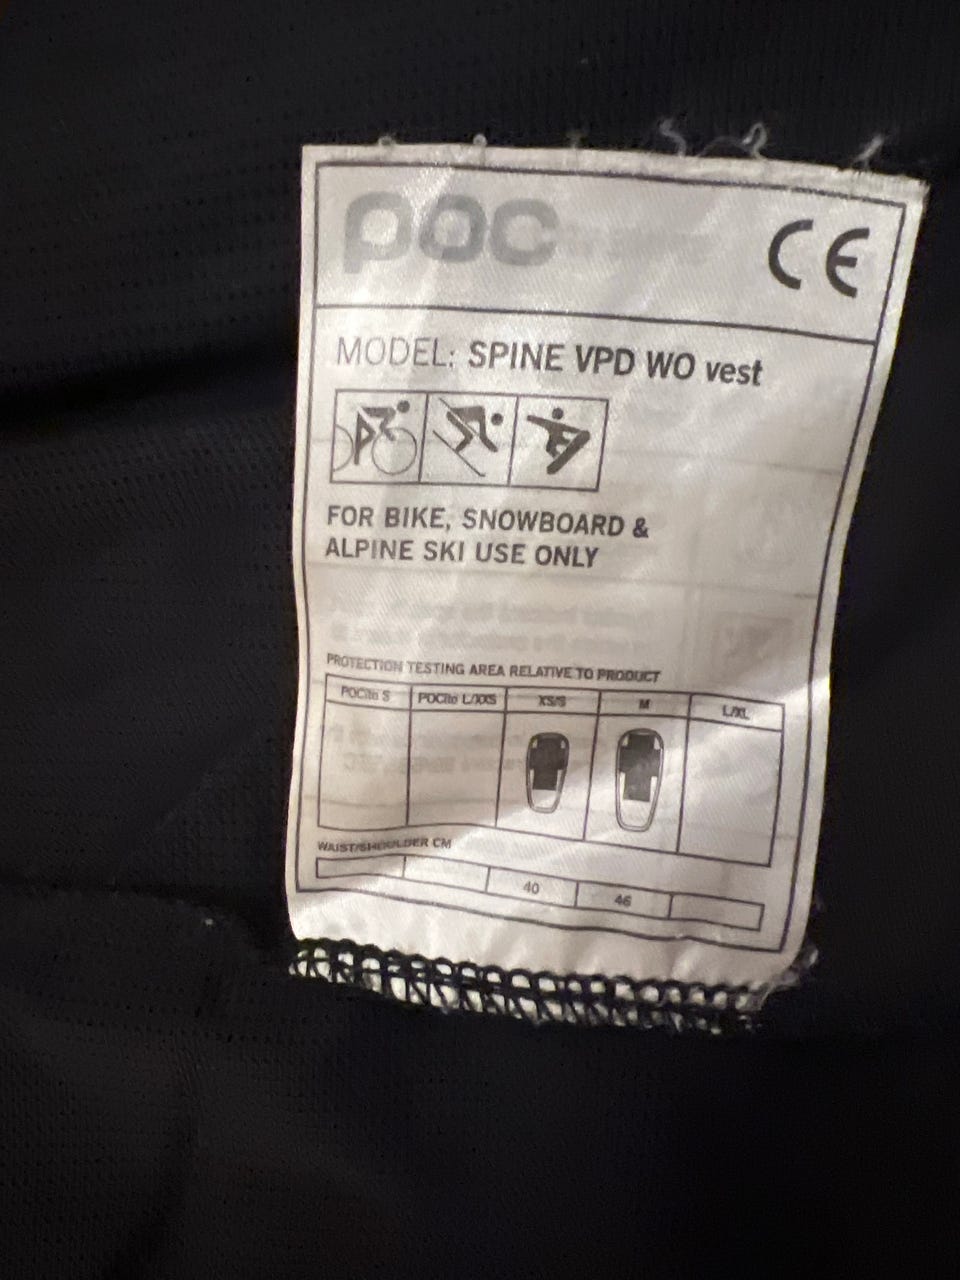 POC
CE
MODEL: SPINE VPD WO vest
FOR BIKE, SNOWBOARD &
ALPINE SKI USE ONLY
PROTECTION TESTING AREA RELATIVE TO PRODUCT
POCito S POCito L/XXS XS/S M L/XL
WAIST/SHOULDER CM
40 46